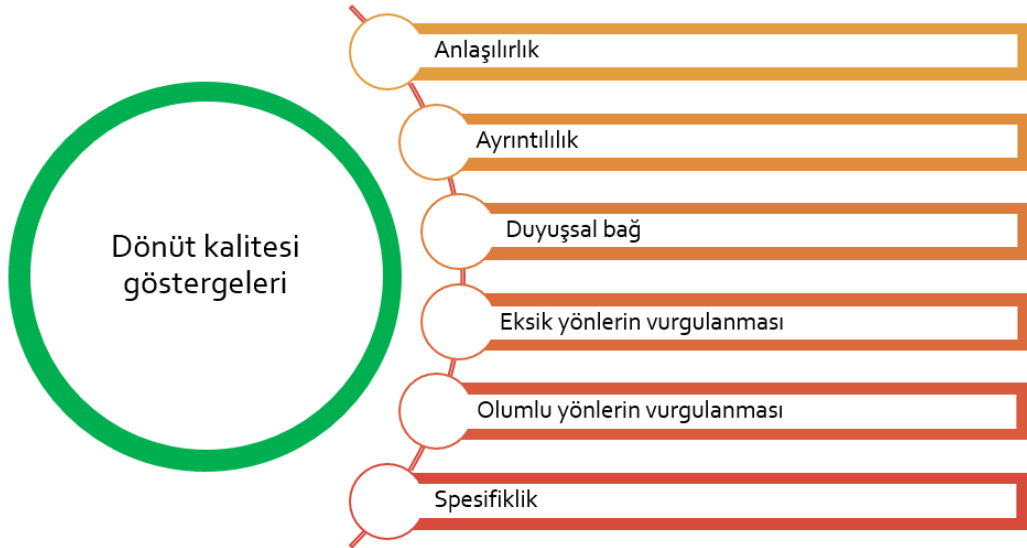 Dönüt kalitesi
göstergeleri
Anlaşılırlık
Ayrıntılılık
Duyuşsal bağ
Eksik yönlerin vurgulanması
Olumlu yönlerin vurgulanması
Spesifiklik